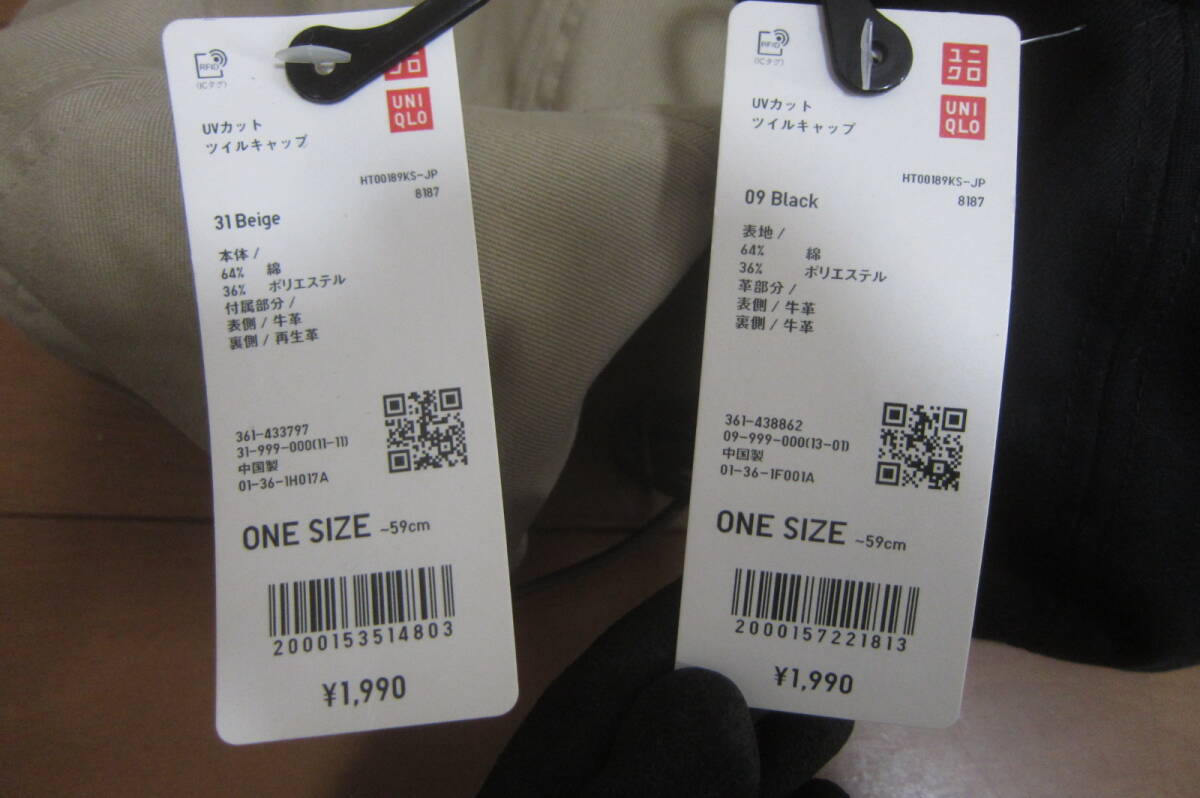 RFID
(ICタグ)
クロ
UNI
QLO
UVカット
ツイルキャップ
HT00189KS-JP
8187
31 Beige
本体 /
64% 綿
36% ポリエステル
付属部分 /
表側 / 牛革
裏側 / 再生革
361-433797
31-999-000(11-11)
中国製
01-36-1H017A
ONE SIZE ~59cm
2000153514803
¥1,990
RFID
(ICタグ)
ユニ
クロ
UNI
QLO
UVカット
ツイルキャップ
HT00189KS-JP
8187
09 Black
表地 /
64% 綿
36% ポリエステル
革部分 /
表側 / 牛革
裏側 / 牛革
361-438862
09-999-000(13-01)
中国製
01-36-1F001A
ONE SIZE ~59cm
2000157221813
¥1,990